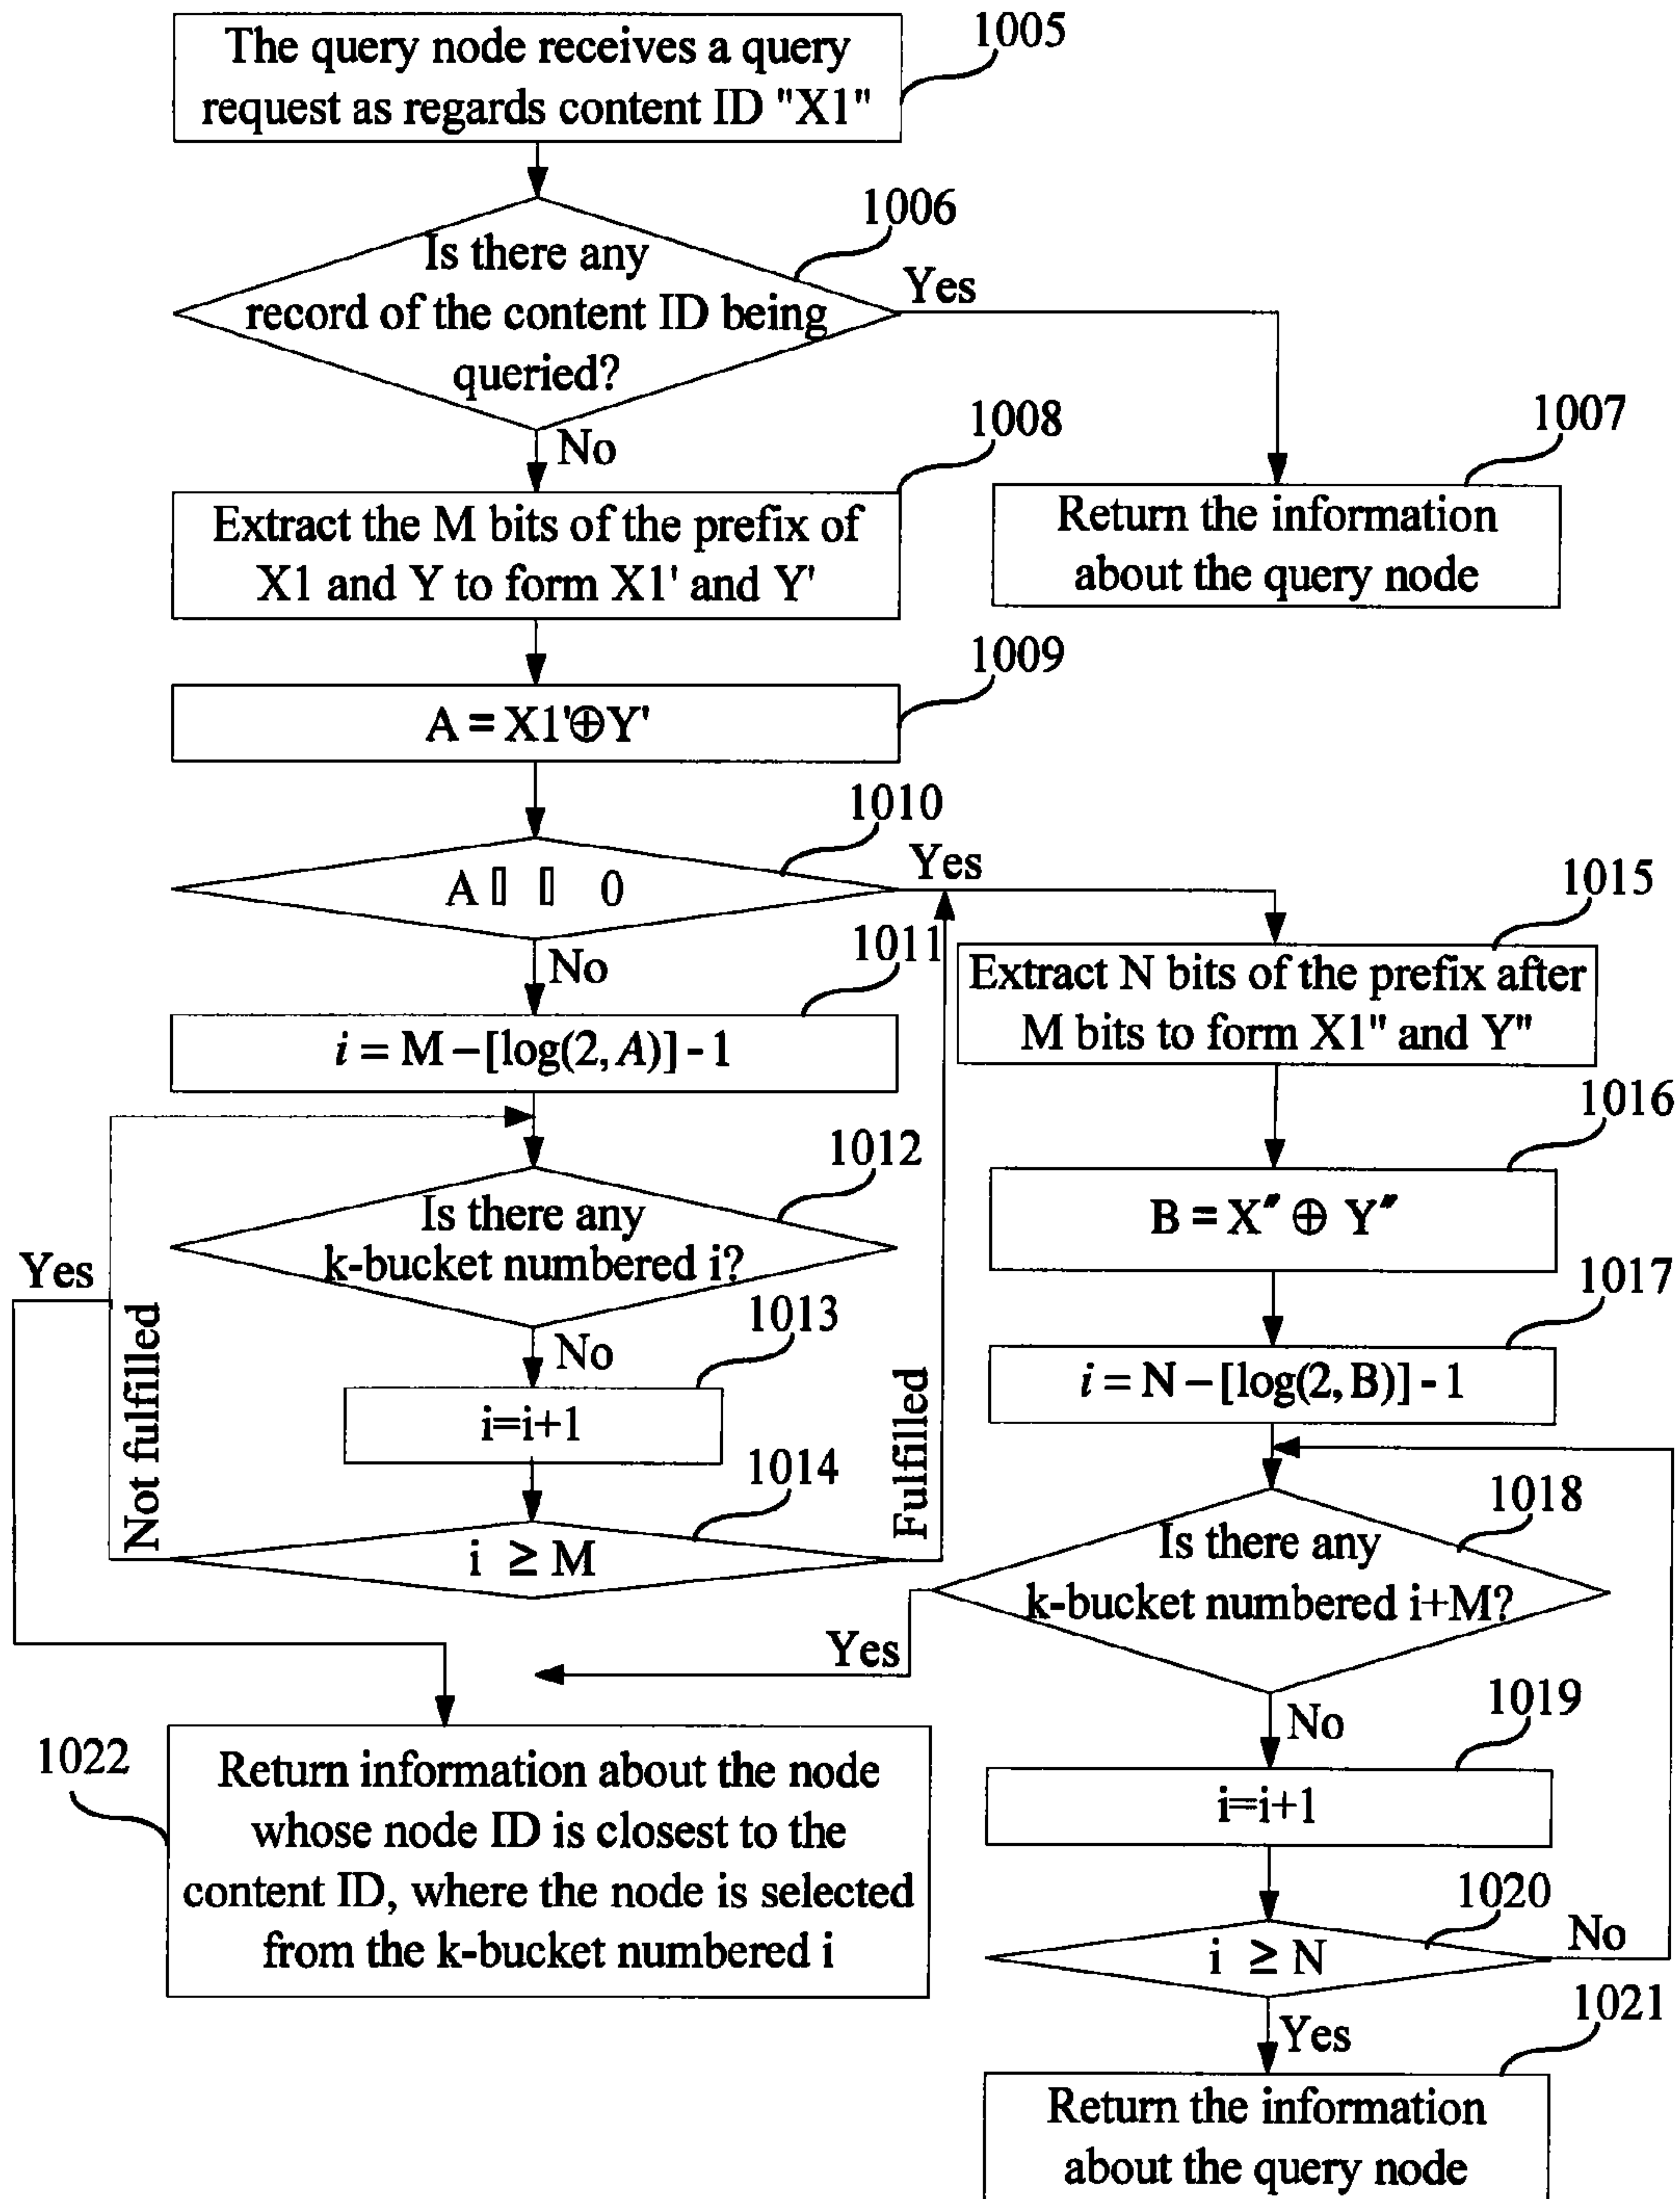 The query node receives a query
request as regards content ID "X1"
1005
Is there any
record of the content ID being
queried?
1006
Yes
No
1007
Return the information
about the query node
1008
Extract the M bits of the prefix of
X1 and Y to form X1' and Y'
1009
A = X1'⊕Y'
1010
A▯ ▯ 0
Yes
No
1011
i = M – [log(2, A)] - 1
1015
Extract N bits of the prefix after
M bits to form X1" and Y"
1016
B = X″ ⊕ Y″
1012
Is there any
k-bucket numbered i?
Yes
No
1013
i=i+1
1014
i ≥ M
Not fulfilled
Fulfilled
1017
i = N – [log(2, B)] - 1
1018
Is there any
k-bucket numbered i+M?
Yes
No
1019
i=i+1
1020
i ≥ N
No
Yes
1021
Return the information
about the query node
1022
Return information about the node
whose node ID is closest to the
content ID, where the node is selected
from the k-bucket numbered i